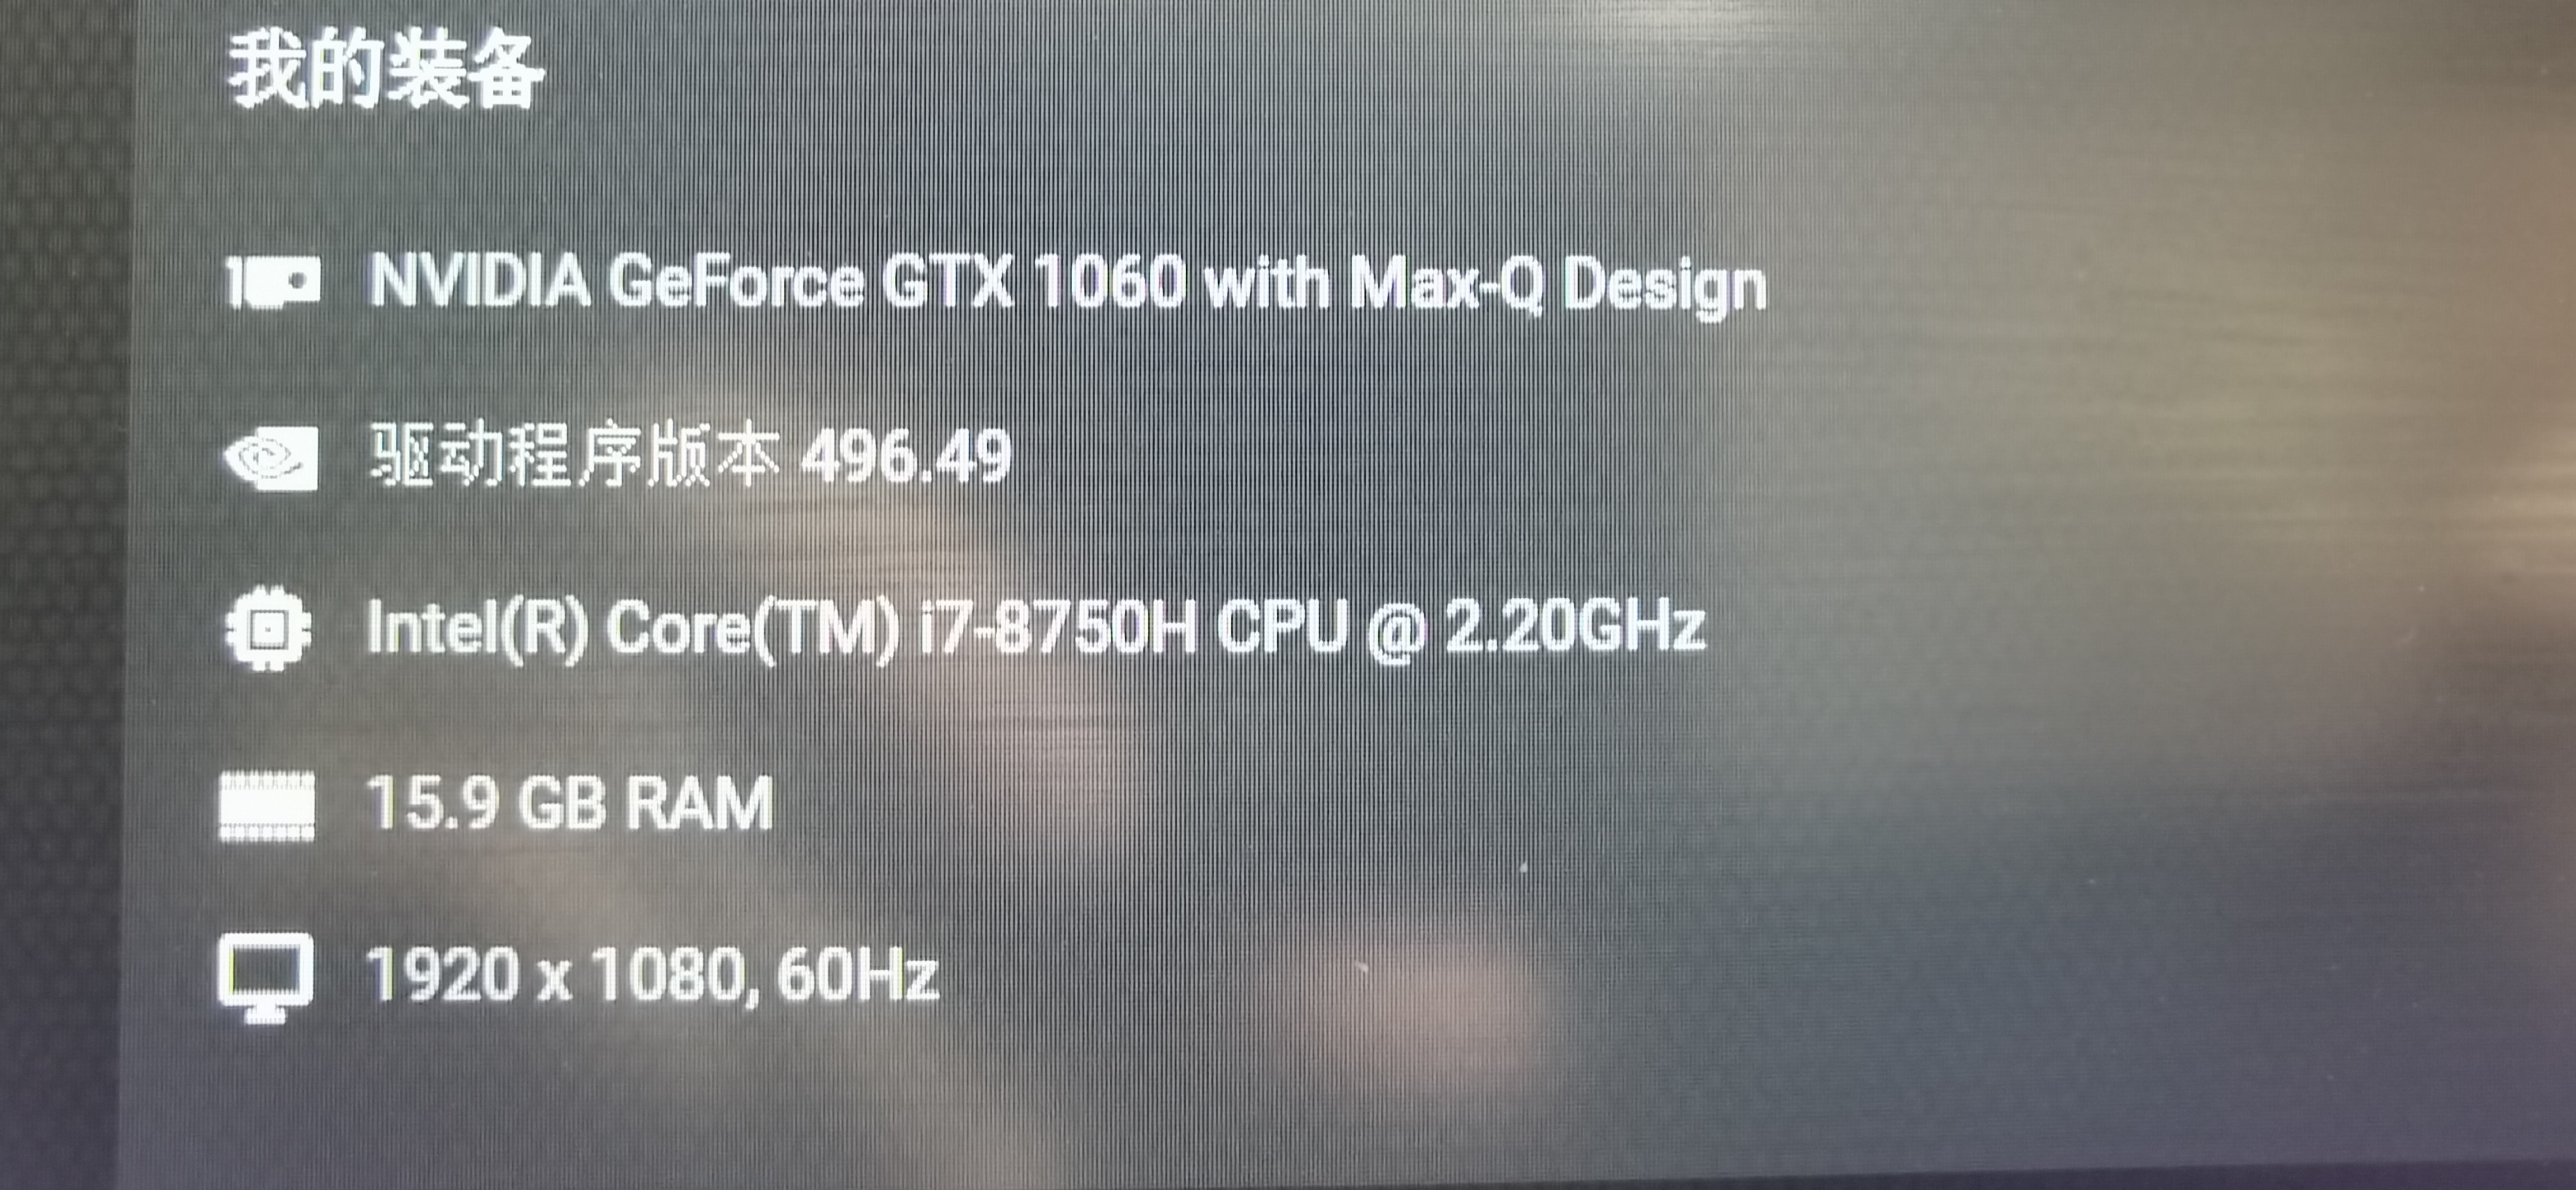 我的装备
NVIDIA GeForce GTX 1060 with Max-Q Design
驱动程序版本 496.49
Intel(R) Core(TM) i7-8750H CPU @ 2.20GHz
15.9 GB RAM
1920 x 1080, 60Hz